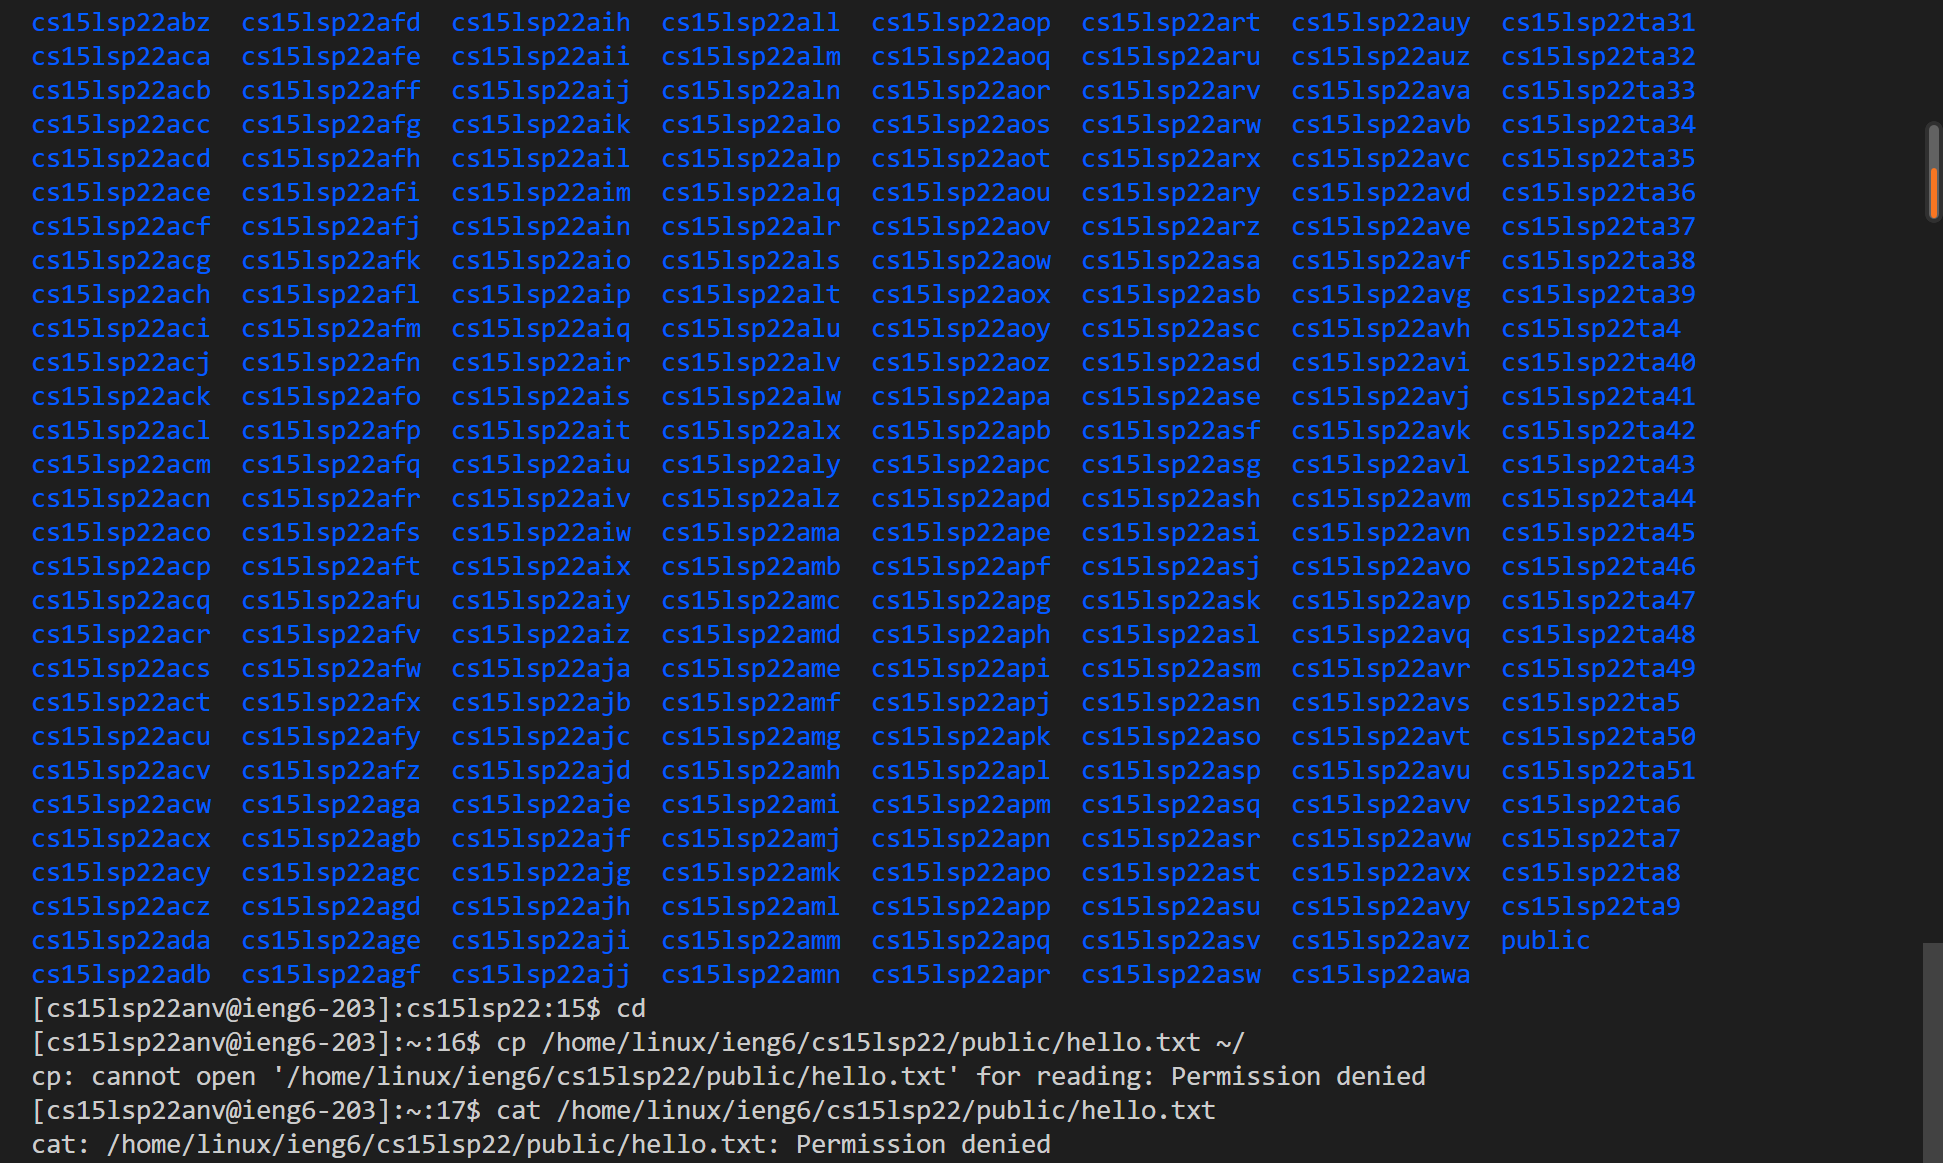 cs15lsp22abz  cs15lsp22afd  cs15lsp22aih  cs15lsp22all  cs15lsp22aop  cs15lsp22art  cs15lsp22auy  cs15lsp22ta31
cs15lsp22aca  cs15lsp22afe  cs15lsp22aii  cs15lsp22alm  cs15lsp22aoq  cs15lsp22aru  cs15lsp22auz  cs15lsp22ta32
cs15lsp22acb  cs15lsp22aff  cs15lsp22aij  cs15lsp22aln  cs15lsp22aor  cs15lsp22arv  cs15lsp22ava  cs15lsp22ta33
cs15lsp22acc  cs15lsp22afg  cs15lsp22aik  cs15lsp22alo  cs15lsp22aos  cs15lsp22arw  cs15lsp22avb  cs15lsp22ta34
cs15lsp22acd  cs15lsp22afh  cs15lsp22ail  cs15lsp22alp  cs15lsp22aot  cs15lsp22arx  cs15lsp22avc  cs15lsp22ta35
cs15lsp22ace  cs15lsp22afi  cs15lsp22aim  cs15lsp22alq  cs15lsp22aou  cs15lsp22ary  cs15lsp22avd  cs15lsp22ta36
cs15lsp22acf  cs15lsp22afj  cs15lsp22ain  cs15lsp22alr  cs15lsp22aov  cs15lsp22arz  cs15lsp22ave  cs15lsp22ta37
cs15lsp22acg  cs15lsp22afk  cs15lsp22aio  cs15lsp22als  cs15lsp22aow  cs15lsp22asa  cs15lsp22avf  cs15lsp22ta38
cs15lsp22ach  cs15lsp22afl  cs15lsp22aip  cs15lsp22alt  cs15lsp22aox  cs15lsp22asb  cs15lsp22avg  cs15lsp22ta39
cs15lsp22aci  cs15lsp22afm  cs15lsp22aiq  cs15lsp22alu  cs15lsp22aoy  cs15lsp22asc  cs15lsp22avh  cs15lsp22ta4
cs15lsp22acj  cs15lsp22afn  cs15lsp22air  cs15lsp22alv  cs15lsp22aoz  cs15lsp22asd  cs15lsp22avi  cs15lsp22ta40
cs15lsp22ack  cs15lsp22afo  cs15lsp22ais  cs15lsp22alw  cs15lsp22apa  cs15lsp22ase  cs15lsp22avj  cs15lsp22ta41
cs15lsp22acl  cs15lsp22afp  cs15lsp22ait  cs15lsp22alx  cs15lsp22apb  cs15lsp22asf  cs15lsp22avk  cs15lsp22ta42
cs15lsp22acm  cs15lsp22afq  cs15lsp22aiu  cs15lsp22aly  cs15lsp22apc  cs15lsp22asg  cs15lsp22avl  cs15lsp22ta43
cs15lsp22acn  cs15lsp22afr  cs15lsp22aiv  cs15lsp22alz  cs15lsp22apd  cs15lsp22ash  cs15lsp22avm  cs15lsp22ta44
cs15lsp22aco  cs15lsp22afs  cs15lsp22aiw  cs15lsp22ama  cs15lsp22ape  cs15lsp22asi  cs15lsp22avn  cs15lsp22ta45
cs15lsp22acp  cs15lsp22aft  cs15lsp22aix  cs15lsp22amb  cs15lsp22apf  cs15lsp22asj  cs15lsp22avo  cs15lsp22ta46
cs15lsp22acq  cs15lsp22afu  cs15lsp22aiy  cs15lsp22amc  cs15lsp22apg  cs15lsp22ask  cs15lsp22avp  cs15lsp22ta47
cs15lsp22acr  cs15lsp22afv  cs15lsp22aiz  cs15lsp22amd  cs15lsp22aph  cs15lsp22asl  cs15lsp22avq  cs15lsp22ta48
cs15lsp22acs  cs15lsp22afw  cs15lsp22aja  cs15lsp22ame  cs15lsp22api  cs15lsp22asm  cs15lsp22avr  cs15lsp22ta49
cs15lsp22act  cs15lsp22afx  cs15lsp22ajb  cs15lsp22amf  cs15lsp22apj  cs15lsp22asn  cs15lsp22avs  cs15lsp22ta5
cs15lsp22acu  cs15lsp22afy  cs15lsp22ajc  cs15lsp22amg  cs15lsp22apk  cs15lsp22aso  cs15lsp22avt  cs15lsp22ta50
cs15lsp22acv  cs15lsp22afz  cs15lsp22ajd  cs15lsp22amh  cs15lsp22apl  cs15lsp22asp  cs15lsp22avu  cs15lsp22ta51
cs15lsp22acw  cs15lsp22aga  cs15lsp22aje  cs15lsp22ami  cs15lsp22apm  cs15lsp22asq  cs15lsp22avv  cs15lsp22ta6
cs15lsp22acx  cs15lsp22agb  cs15lsp22ajf  cs15lsp22amj  cs15lsp22apn  cs15lsp22asr  cs15lsp22avw  cs15lsp22ta7
cs15lsp22acy  cs15lsp22agc  cs15lsp22ajg  cs15lsp22amk  cs15lsp22apo  cs15lsp22ast  cs15lsp22avx  cs15lsp22ta8
cs15lsp22acz  cs15lsp22agd  cs15lsp22ajh  cs15lsp22aml  cs15lsp22app  cs15lsp22asu  cs15lsp22avy  cs15lsp22ta9
cs15lsp22ada  cs15lsp22age  cs15lsp22aji  cs15lsp22amm  cs15lsp22apq  cs15lsp22asv  cs15lsp22avz  public
cs15lsp22adb  cs15lsp22agf  cs15lsp22ajj  cs15lsp22amn  cs15lsp22apr  cs15lsp22asw  cs15lsp22awa
[cs15lsp22anv@ieng6-203]:cs15lsp22:15$ cd
[cs15lsp22anv@ieng6-203]:~:16$ cp /home/linux/ieng6/cs15lsp22/public/hello.txt ~/
cp: cannot open '/home/linux/ieng6/cs15lsp22/public/hello.txt' for reading: Permission denied
[cs15lsp22anv@ieng6-203]:~:17$ cat /home/linux/ieng6/cs15lsp22/public/hello.txt
cat: /home/linux/ieng6/cs15lsp22/public/hello.txt: Permission denied